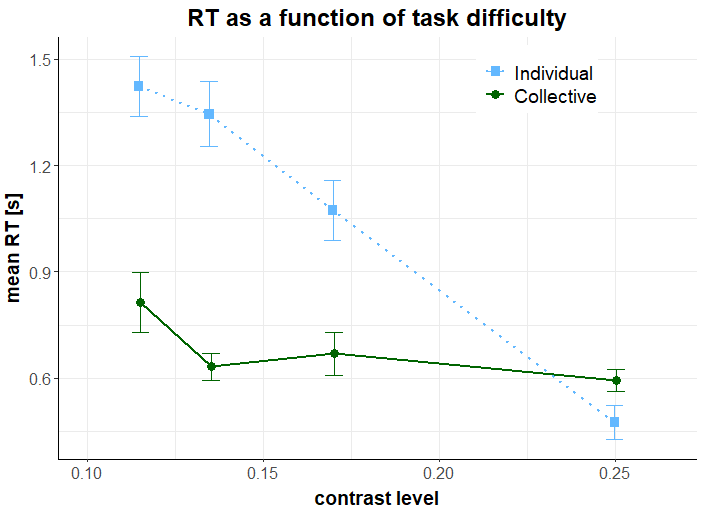 RT as a function of task difficulty
Individual
Collective
mean RT [s]
1.5
1.2
0.9
0.6
0.10
0.15
0.20
0.25
contrast level